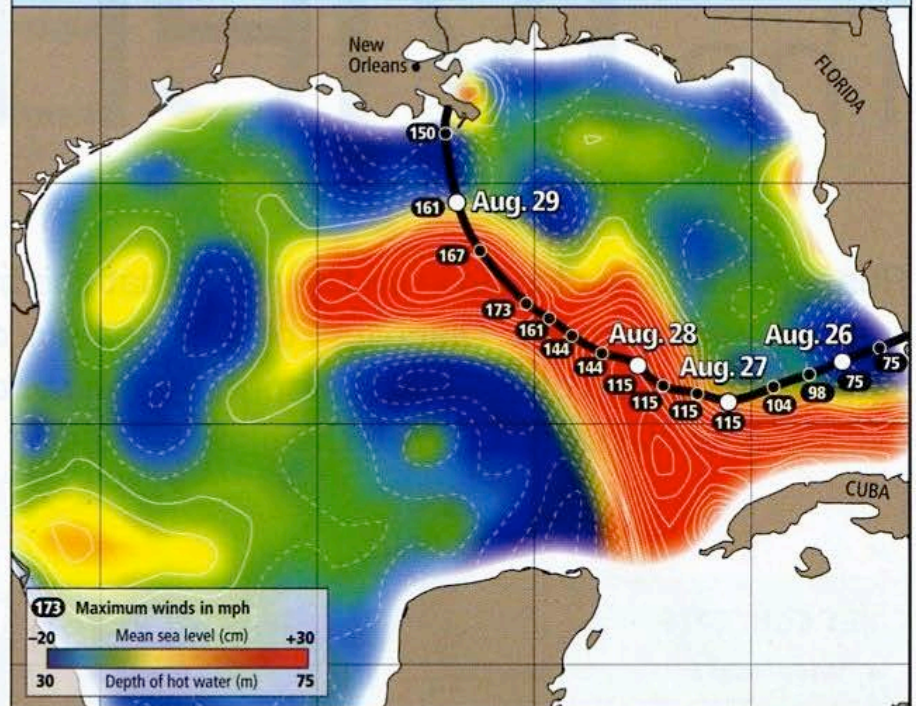 New
Orleans
FLORIDA
150
Aug. 29
161
167
173
161
144
144
Aug. 28
115
115
115
Aug. 27
115
104
98
Aug. 26
75
75
CUBA
173 Maximum winds in mph
–20 Mean sea level (cm) +30
30 Depth of hot water (m) 75